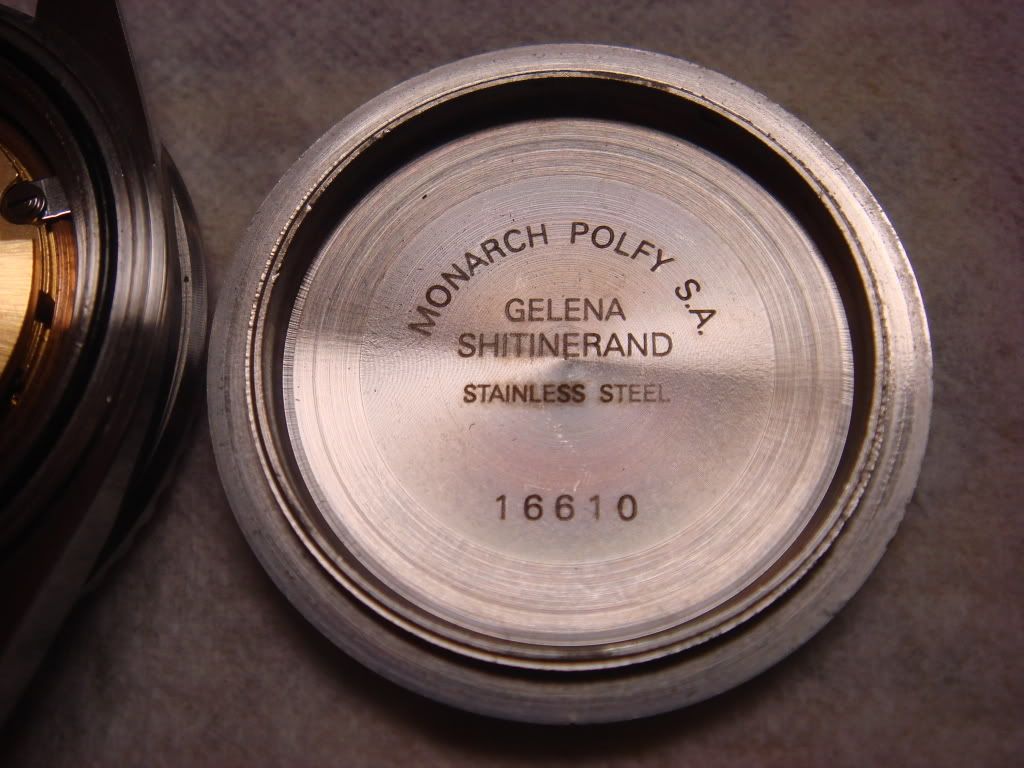 MONARCH POLFY S.A.
GELENA
SHITINERAND
STAINLESS STEEL
16610